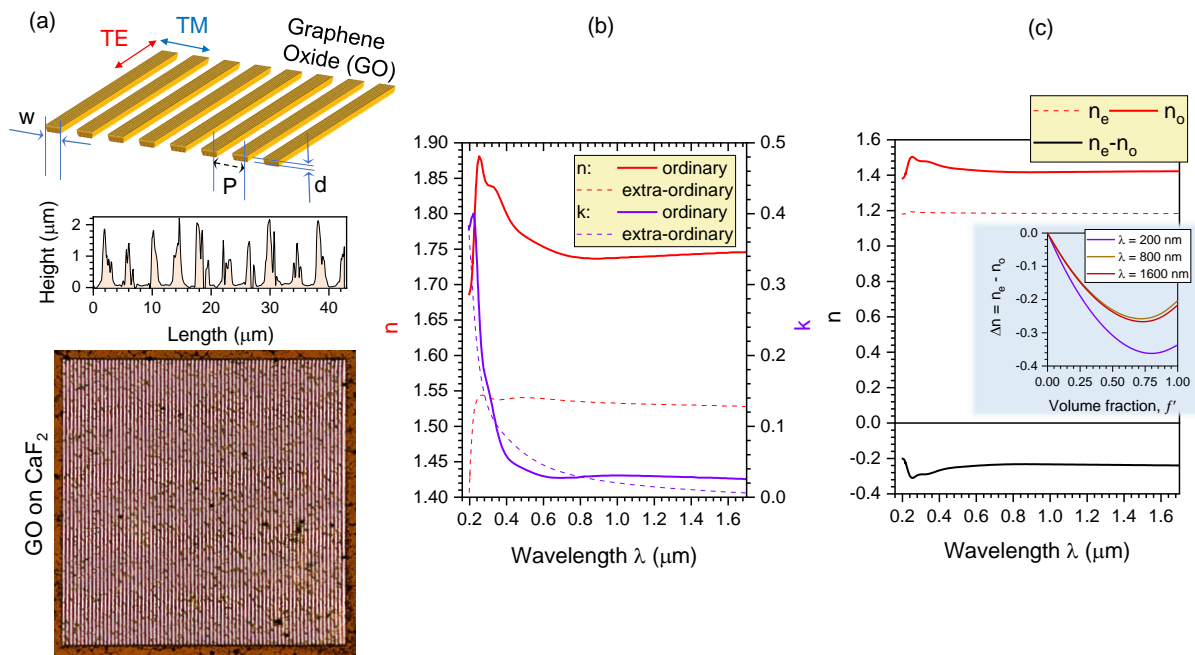 (a)
TE
TM
Graphene
Oxide (GO)
w
P
d
Height (μm)
2
1
0
0 10 20 30 40
Length (μm)
GO on CaF₂
(b)
n
1.90
1.85
1.80
1.75
1.70
1.65
1.60
1.55
1.50
1.45
1.40
n: ordinary
extra-ordinary
k: ordinary
extra-ordinary
0.5
0.4
0.3
0.2
0.1
0.0
k
0.2 0.4 0.6 0.8 1.0 1.2 1.4 1.6
Wavelength λ (μm)
(c)
nₑ nₒ
nₑ-nₒ
n
1.6
1.4
1.2
1.0
0.8
0.6
0.4
0.2
0.0
-0.2
-0.4
Δn = nₑ - nₒ
0.0
-0.1
-0.2
-0.3
-0.4
λ = 200 nm
λ = 800 nm
λ = 1600 nm
0.00 0.25 0.50 0.75 1.00
Volume fraction, f'
0.2 0.4 0.6 0.8 1.0 1.2 1.4 1.6
Wavelength λ (μm)